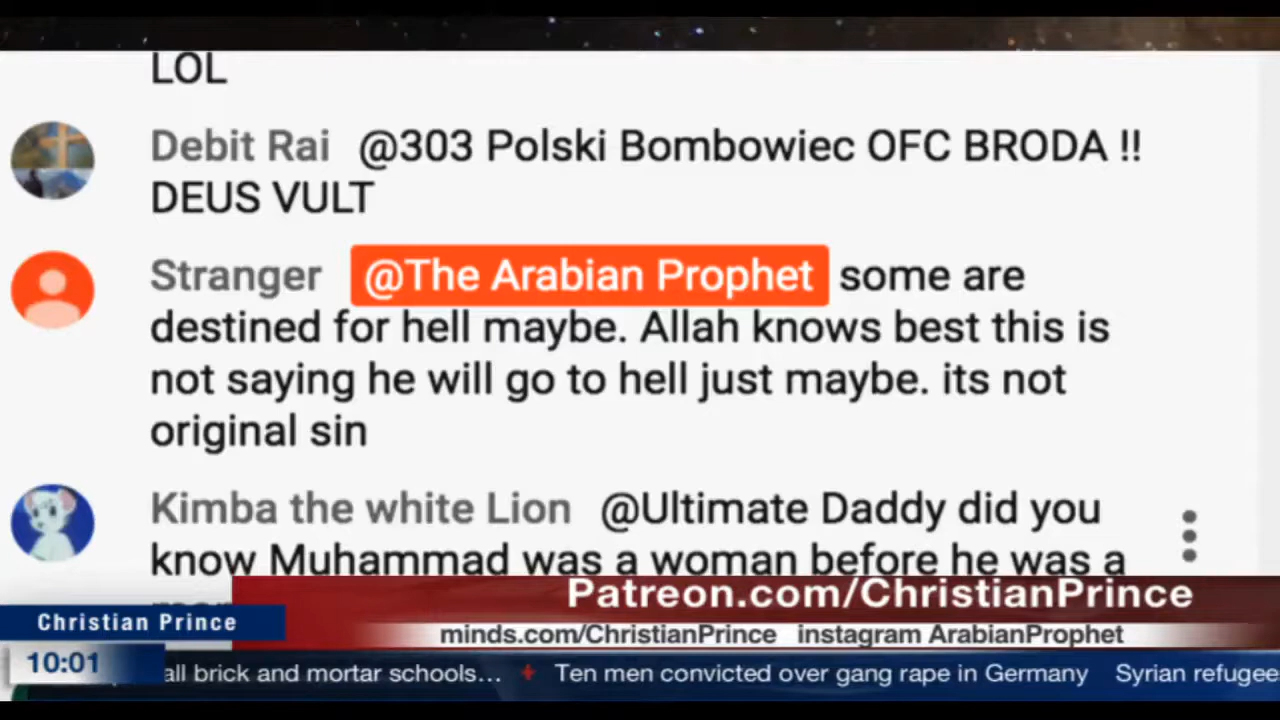 LOL
Debit Rai @303 Polski Bombowiec OFC BRODA !!
DEUS VULT
Stranger @The Arabian Prophet some are
destined for hell maybe. Allah knows best this is
not saying he will go to hell just maybe. its not
original sin
Kimba the white Lion @Ultimate Daddy did you
know Muhammad was a woman before he was a
Patreon.com/ChristianPrince
Christian Prince
minds.com/ChristianPrince instagram ArabianProphet
10:01
all brick and mortar schools... + Ten men convicted over gang rape in Germany Syrian refugee